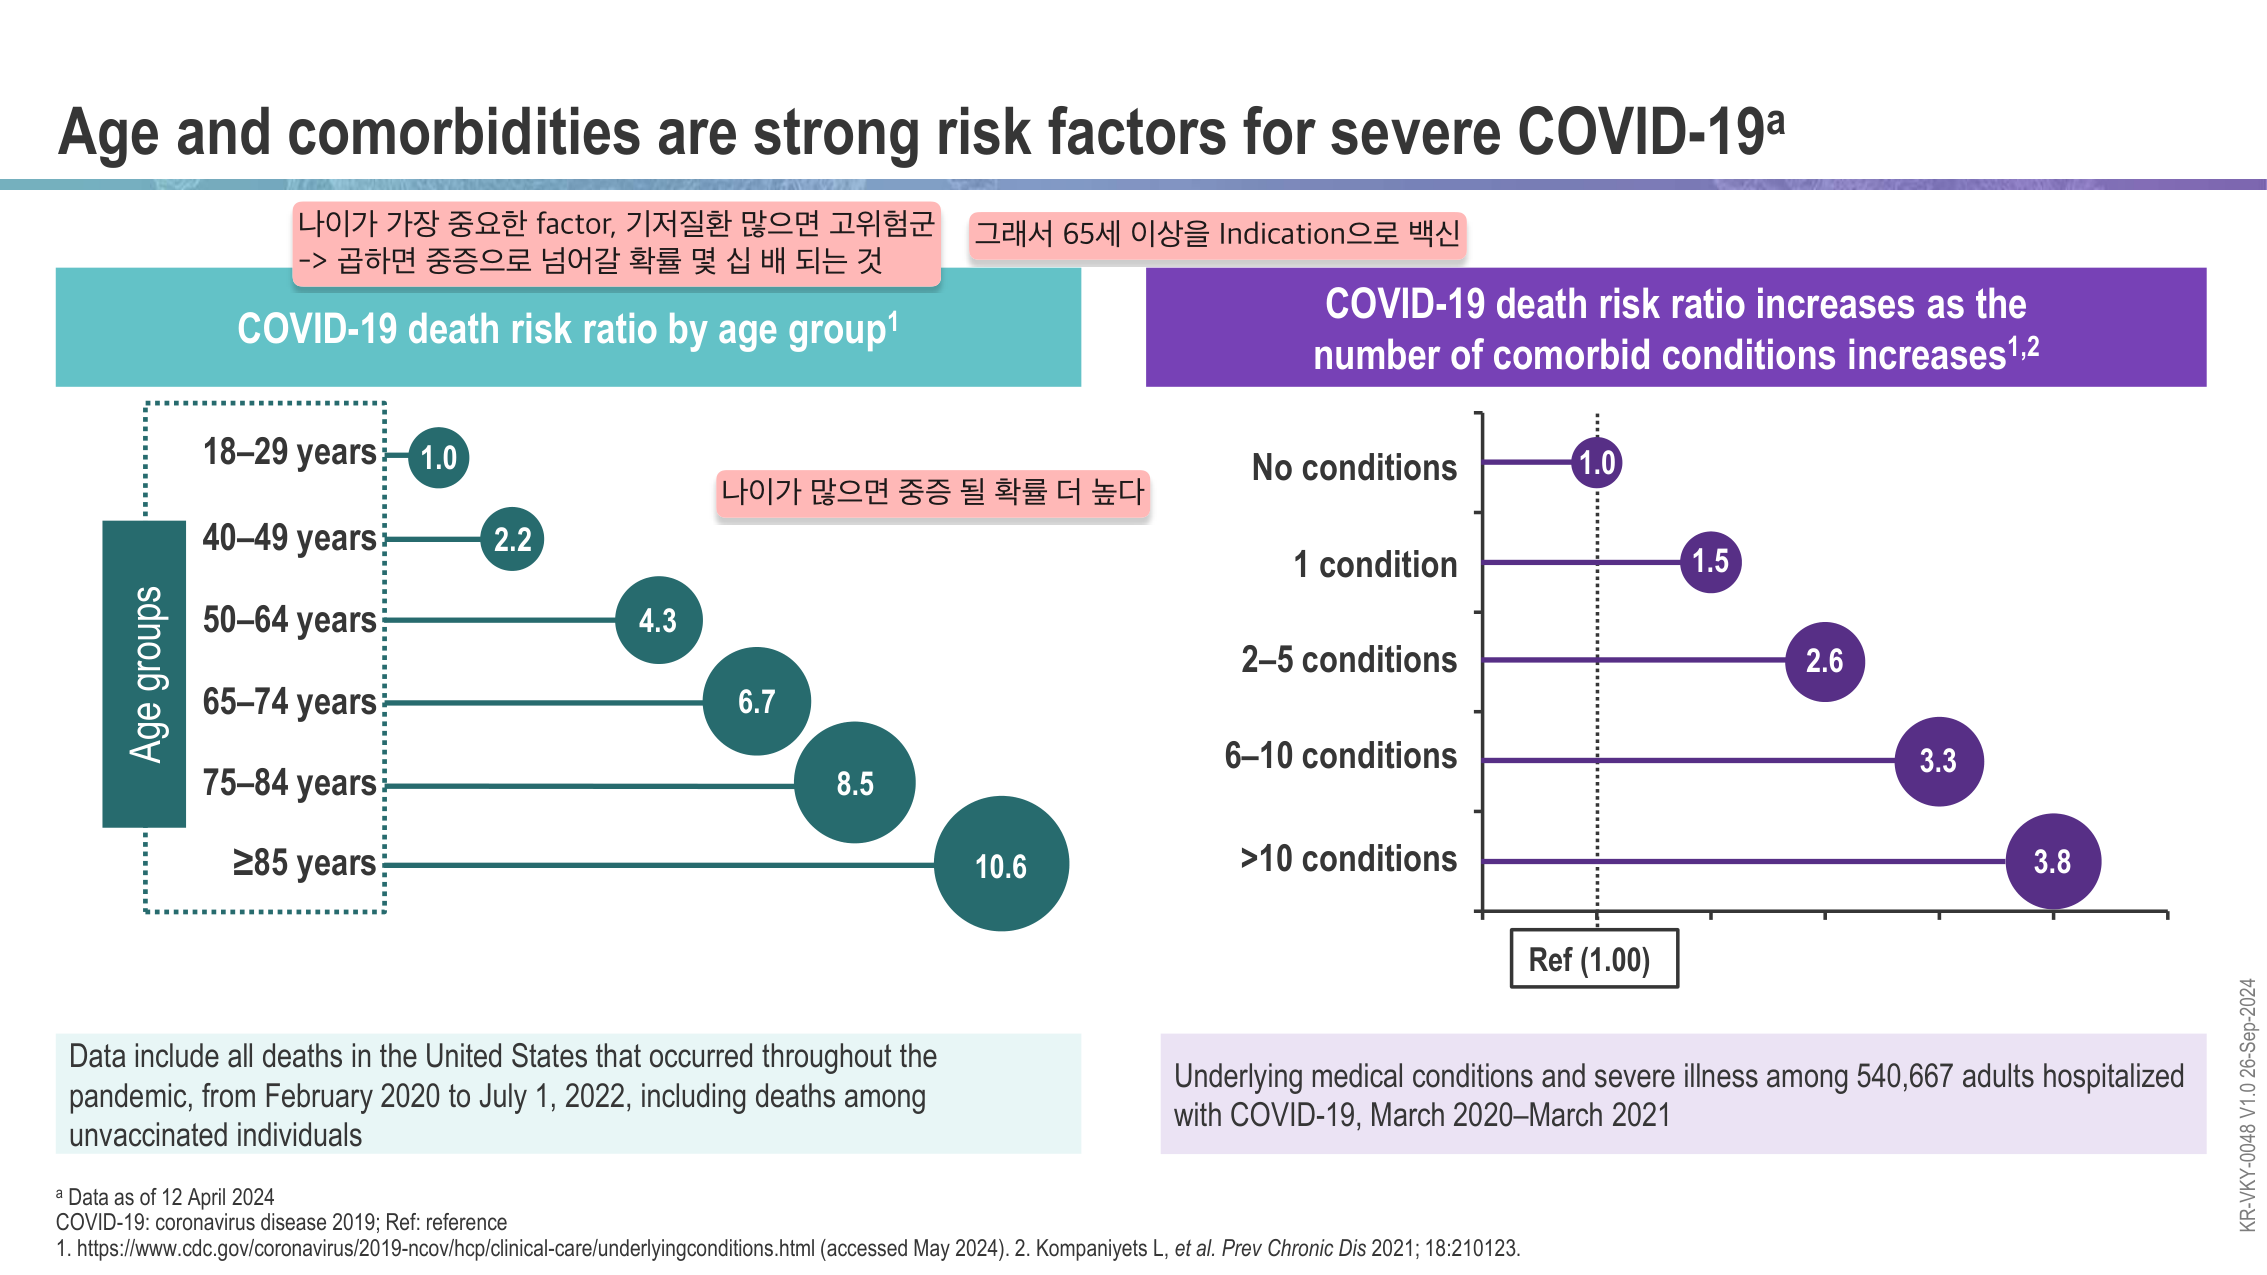 Age and comorbidities are strong risk factors for severe COVID-19ᵃ
나이가 가장 중요한 factor, 기저질환 많으면 고위험군
-> 곱하면 중증으로 넘어갈 확률 몇 십 배 되는 것
그래서 65세 이상을 Indication으로 백신
COVID-19 death risk ratio by age group¹
Age groups
18–29 years 1.0
40–49 years 2.2
50–64 years 4.3
65–74 years 6.7
75–84 years 8.5
≥85 years 10.6
나이가 많으면 중증 될 확률 더 높다
Data include all deaths in the United States that occurred throughout the
pandemic, from February 2020 to July 1, 2022, including deaths among
unvaccinated individuals
COVID-19 death risk ratio increases as the
number of comorbid conditions increases¹,²
No conditions 1.0
1 condition 1.5
2–5 conditions 2.6
6–10 conditions 3.3
>10 conditions 3.8
Ref (1.00)
Underlying medical conditions and severe illness among 540,667 adults hospitalized
with COVID-19, March 2020–March 2021
ᵃ Data as of 12 April 2024
COVID-19: coronavirus disease 2019; Ref: reference
1. https://www.cdc.gov/coronavirus/2019-ncov/hcp/clinical-care/underlyingconditions.html (accessed May 2024). 2. Kompaniyets L, et al. Prev Chronic Dis 2021; 18:210123.
KR-VKY-0048 V1.0 26-Sep-2024